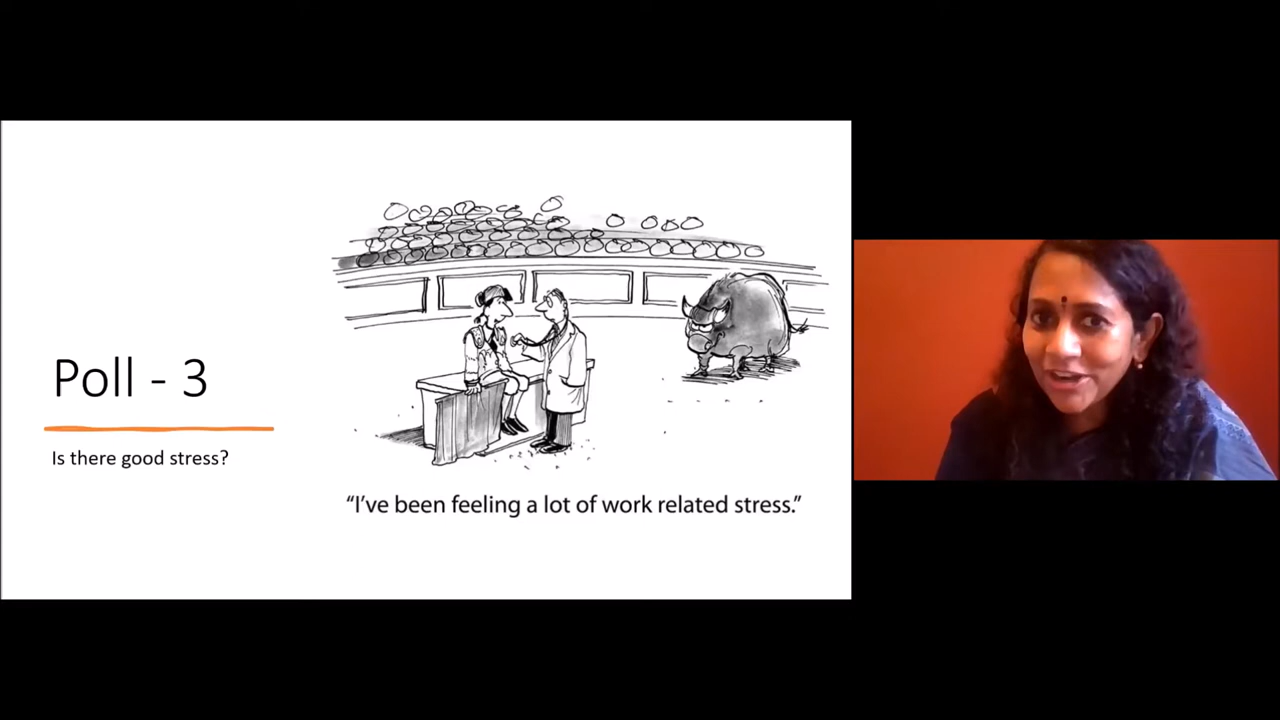 Poll - 3
Is there good stress?
“I’ve been feeling a lot of work related stress.”